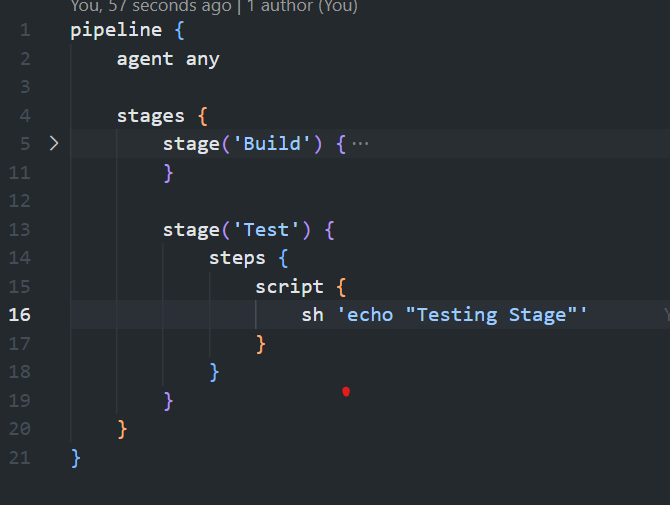 You, 57 seconds ago | 1 author (You)
1 pipeline {
2     agent any
3
4     stages {
5         stage('Build') { ...
11         }
12
13         stage('Test') {
14             steps {
15                 script {
16                     sh 'echo "Testing Stage"'
17                 }
18             }
19         }
20     }
21 }